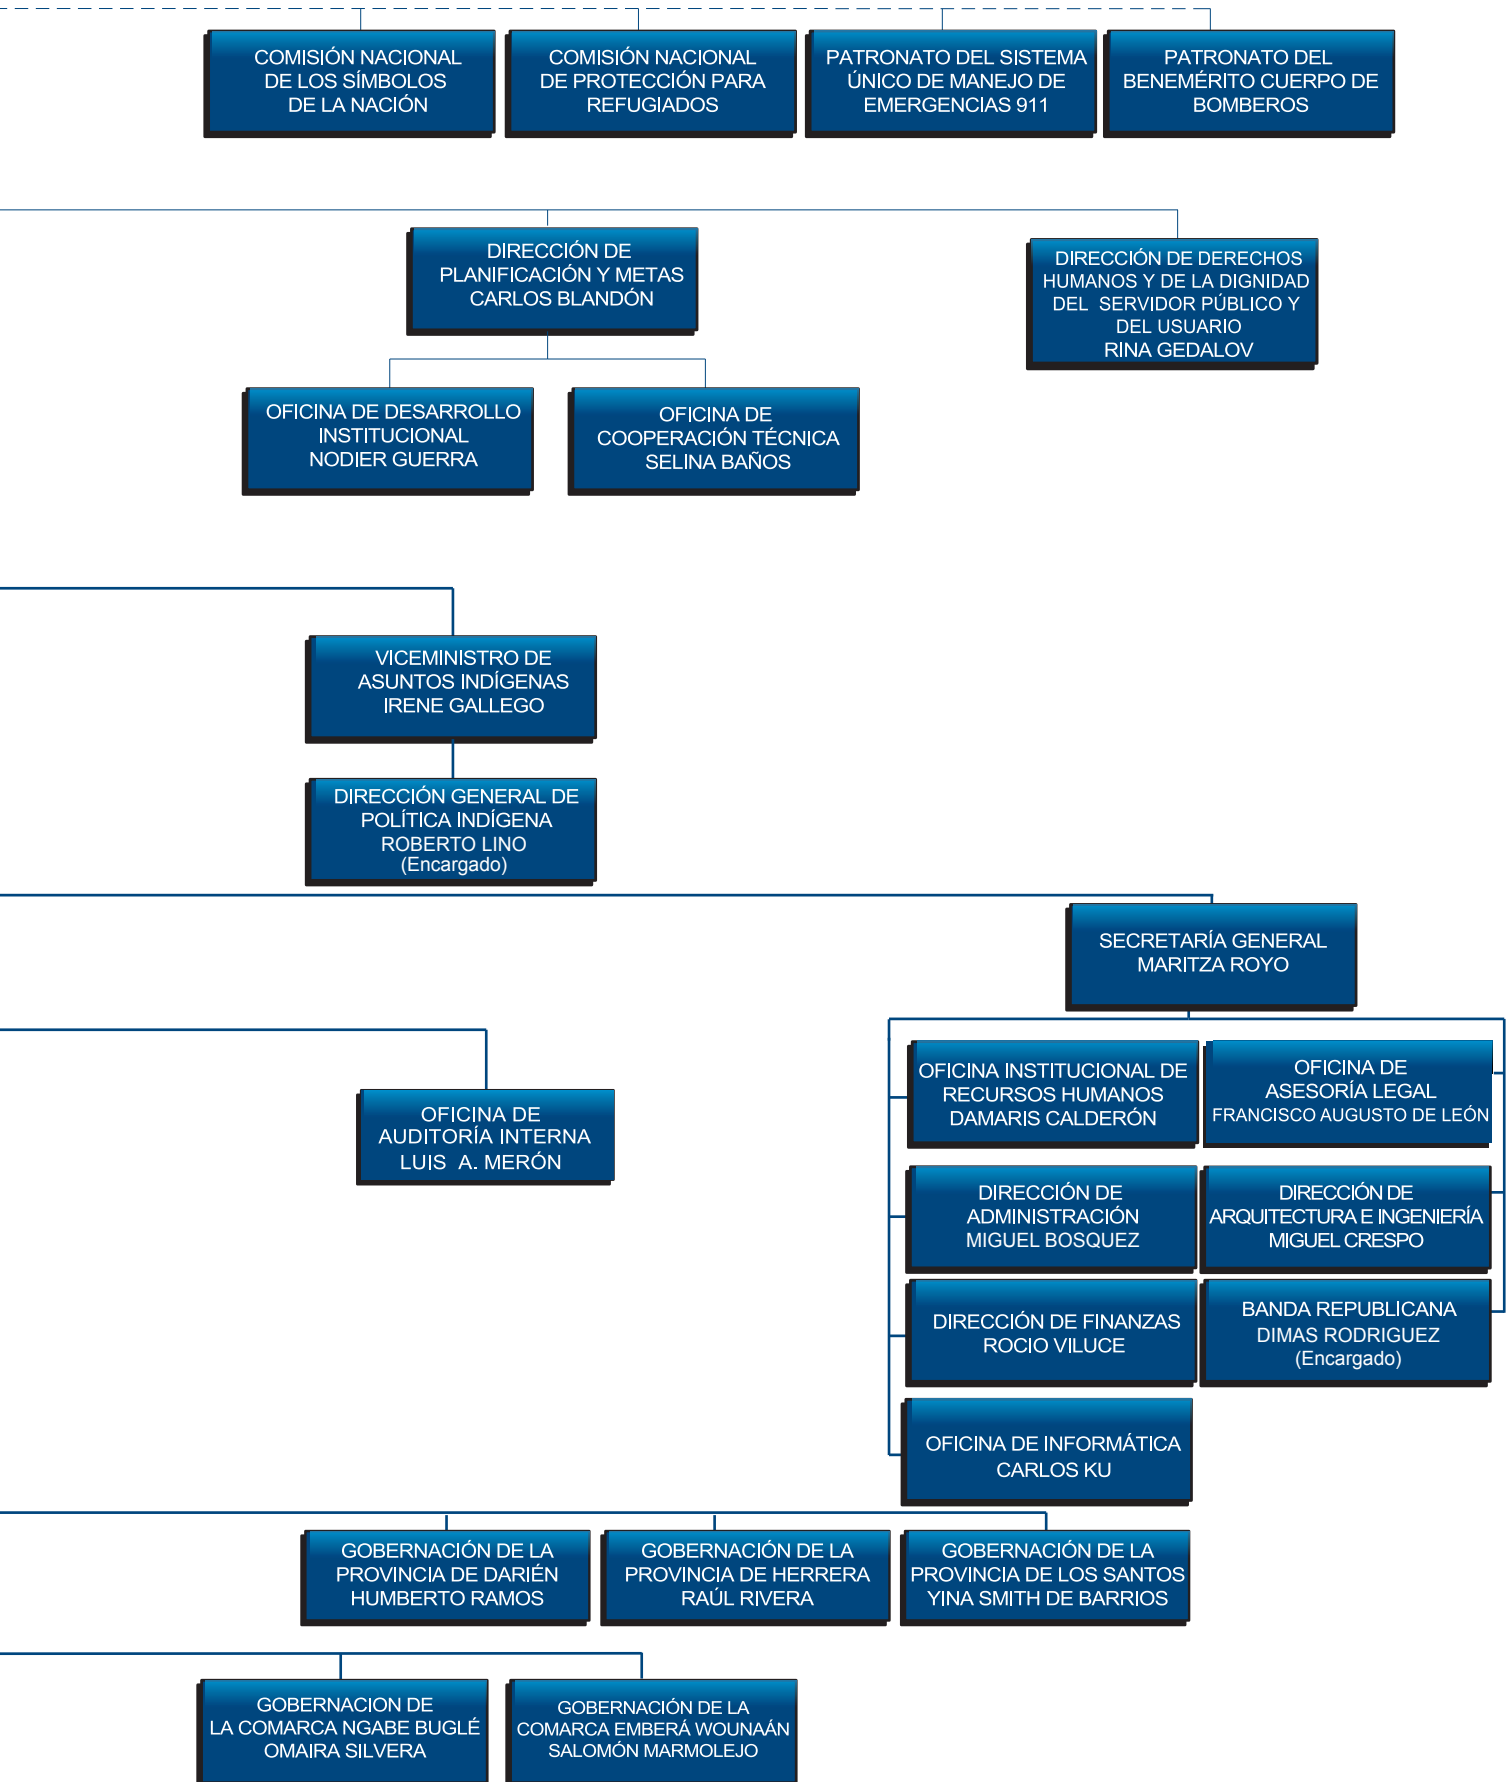 COMISIÓN NACIONAL
DE LOS SÍMBOLOS
DE LA NACIÓN
COMISIÓN NACIONAL
DE PROTECCIÓN PARA
REFUGIADOS
PATRONATO DEL SISTEMA
ÚNICO DE MANEJO DE
EMERGENCIAS 911
PATRONATO DEL
BENEMÉRITO CUERPO DE
BOMBEROS
DIRECCIÓN DE
PLANIFICACIÓN Y METAS
CARLOS BLANDÓN
DIRECCIÓN DE DERECHOS
HUMANOS Y DE LA DIGNIDAD
DEL SERVIDOR PÚBLICO Y
DEL USUARIO
RINA GEDALOV
OFICINA DE DESARROLLO
INSTITUCIONAL
NODIER GUERRA
OFICINA DE
COOPERACIÓN TÉCNICA
SELINA BAÑOS
VICEMINISTRO DE
ASUNTOS INDÍGENAS
IRENE GALLEGO
DIRECCIÓN GENERAL DE
POLÍTICA INDÍGENA
ROBERTO LINO
(Encargado)
SECRETARÍA GENERAL
MARITZA ROYO
OFICINA DE
AUDITORÍA INTERNA
LUIS A. MERÓN
OFICINA INSTITUCIONAL DE
RECURSOS HUMANOS
DAMARIS CALDERÓN
OFICINA DE
ASESORÍA LEGAL
FRANCISCO AUGUSTO DE LEÓN
DIRECCIÓN DE
ADMINISTRACIÓN
MIGUEL BOSQUEZ
DIRECCIÓN DE
ARQUITECTURA E INGENIERÍA
MIGUEL CRESPO
DIRECCIÓN DE FINANZAS
ROCIO VILUCE
BANDA REPUBLICANA
DIMAS RODRIGUEZ
(Encargado)
OFICINA DE INFORMÁTICA
CARLOS KU
GOBERNACIÓN DE LA
PROVINCIA DE DARIÉN
HUMBERTO RAMOS
GOBERNACIÓN DE LA
PROVINCIA DE HERRERA
RAÚL RIVERA
GOBERNACIÓN DE LA
PROVINCIA DE LOS SANTOS
YINA SMITH DE BARRIOS
GOBERNACION DE
LA COMARCA NGABE BUGLÉ
OMAIRA SILVERA
GOBERNACIÓN DE LA
COMARCA EMBERÁ WOUNAÁN
SALOMÓN MARMOLEJO